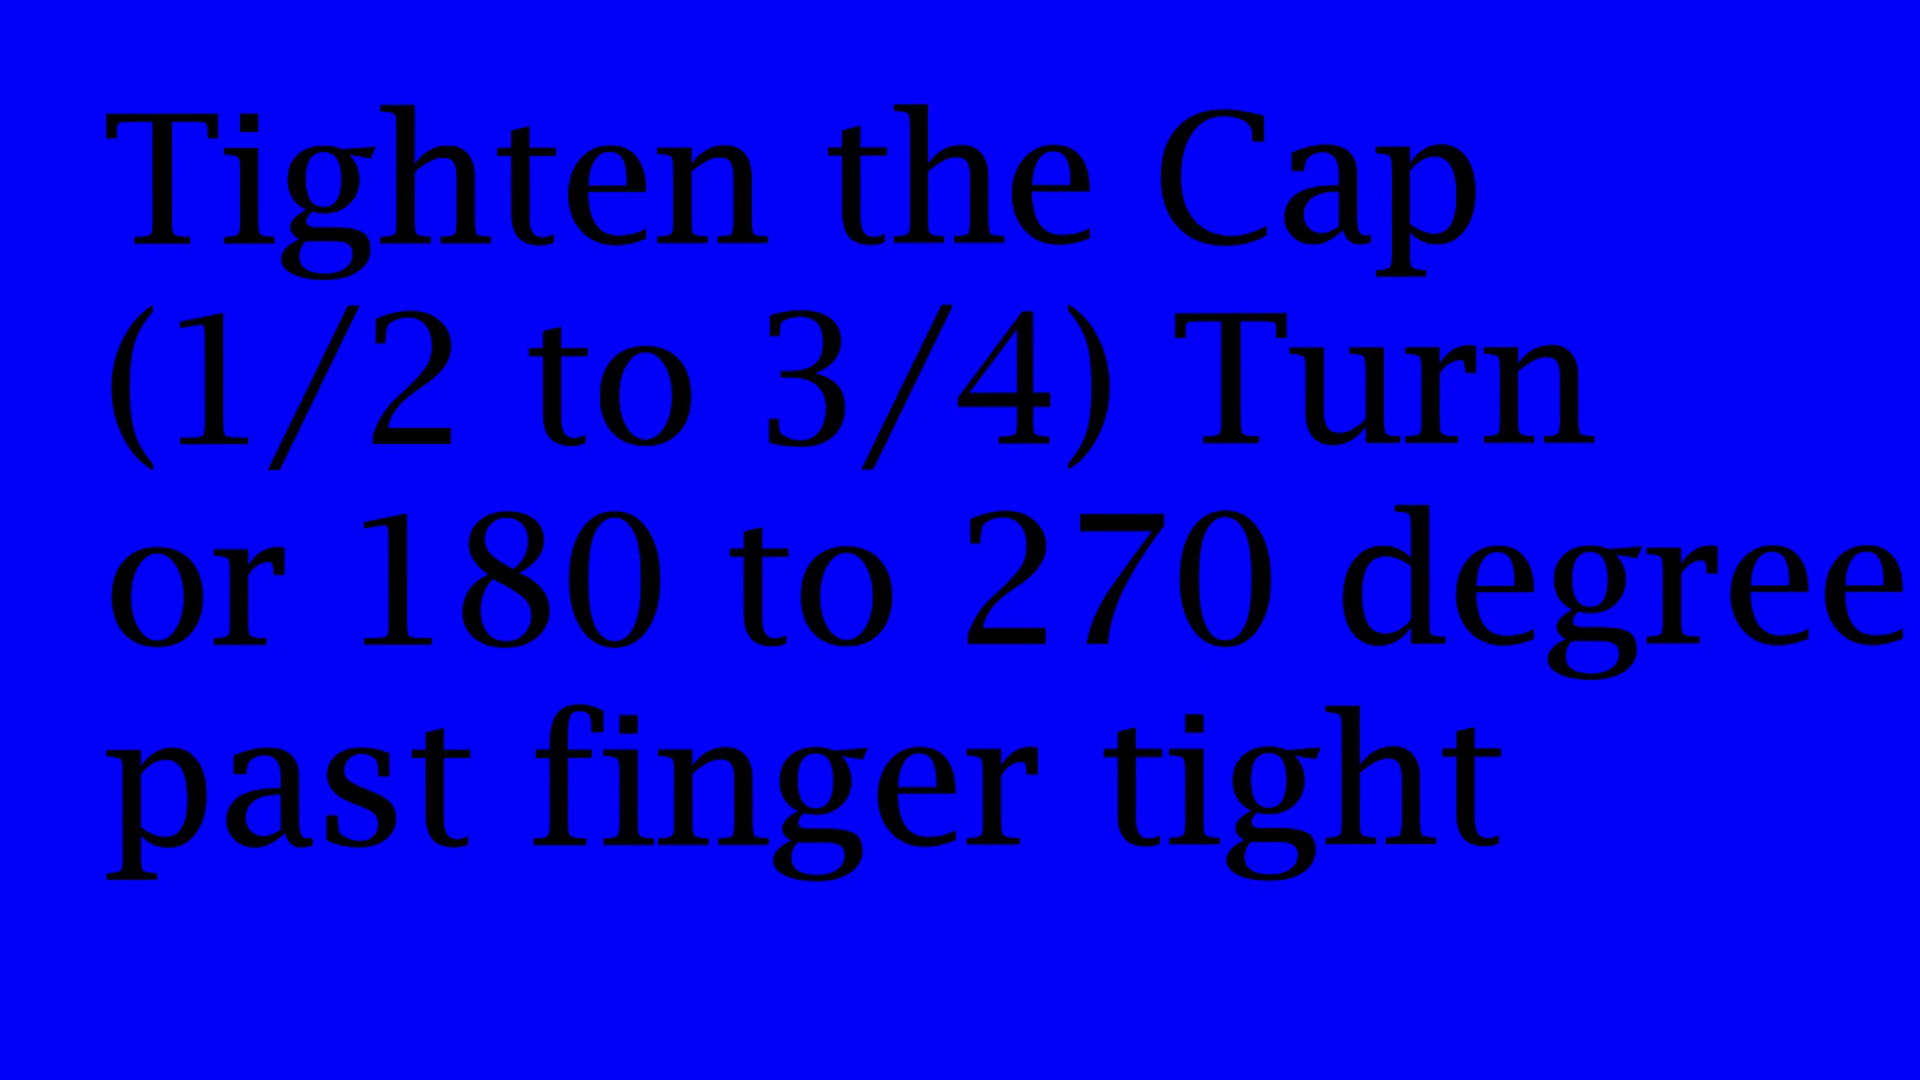 Tighten the Cap
(1/2 to 3/4) Turn
or 180 to 270 degree
past finger tight